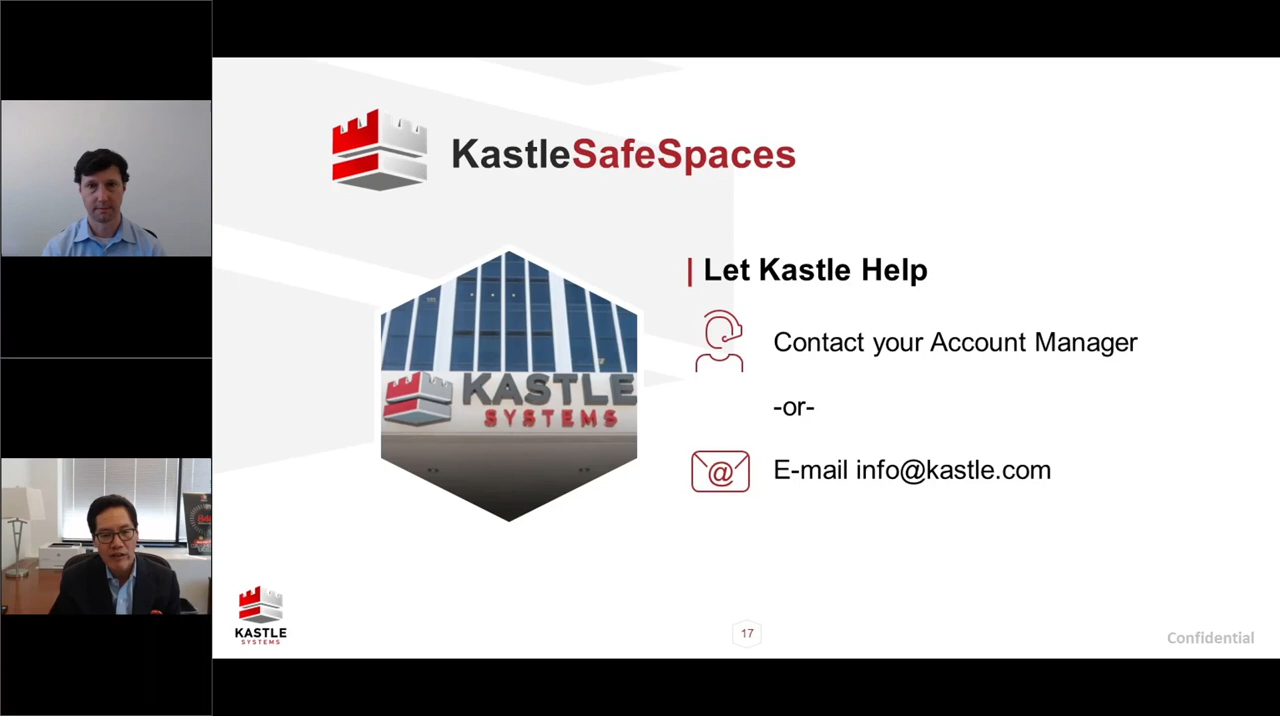 KastleSafeSpaces
| Let Kastle Help
Contact your Account Manager
-or-
@
E-mail info@kastle.com
KASTLE
SYSTEMS
KASTLE
SYSTEMS
17
Confidential